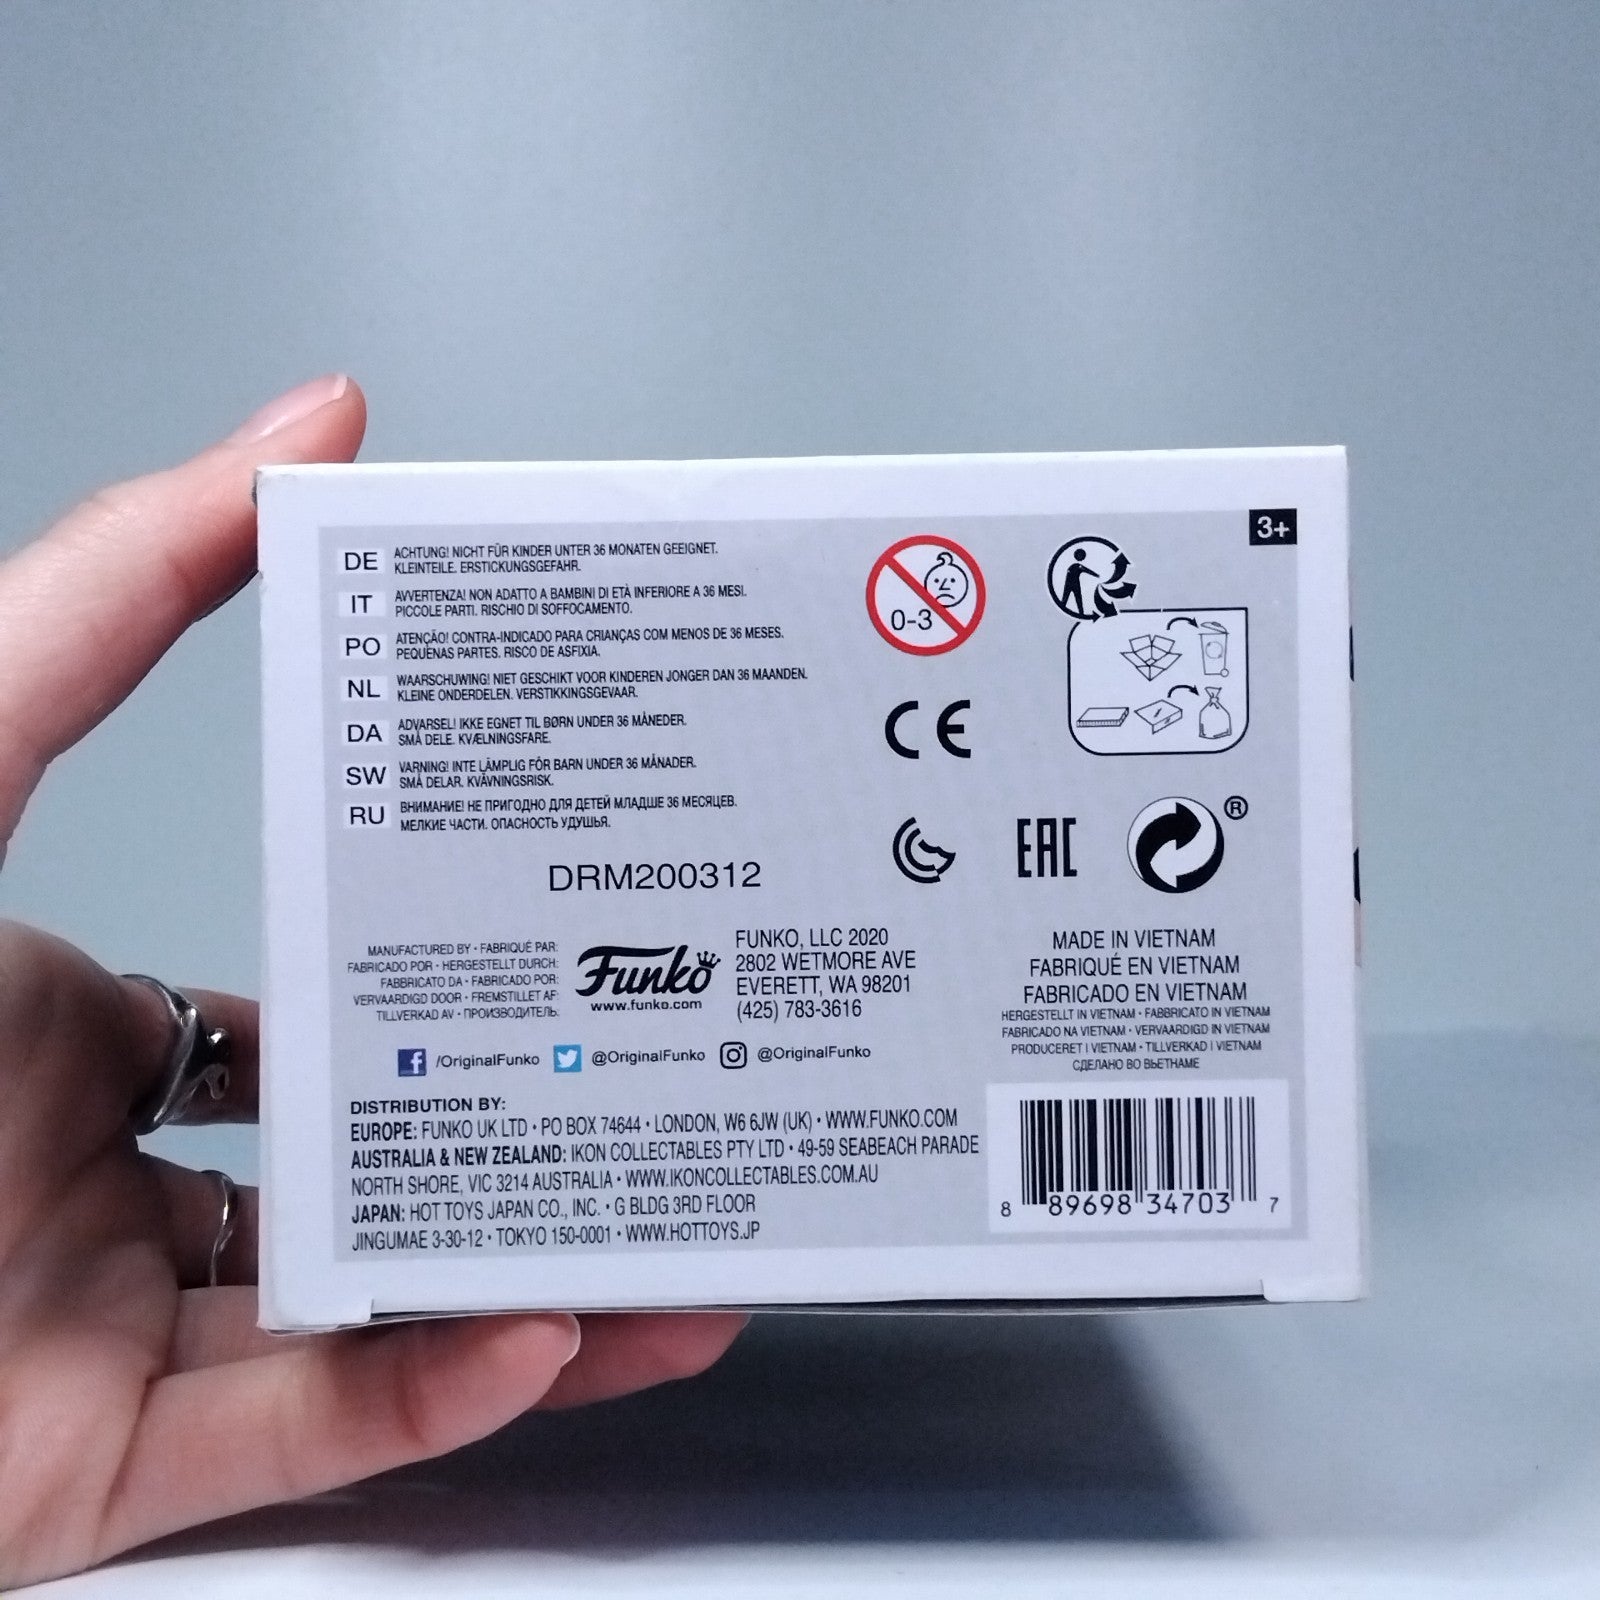 3+
DE ACHTUNG! NICHT FÜR KINDER UNTER 36 MONATEN GEEIGNET.
KLEINTEILE. ERSTICKUNGSGEFAHR.
IT AVVERTENZA! NON ADATTO A BAMBINI DI ETÀ INFERIORE A 36 MESI.
PICCOLE PARTI. RISCHIO DI SOFFOCAMENTO.
PO ATENÇÃO! CONTRA-INDICADO PARA CRIANÇAS COM MENOS DE 36 MESES.
PEQUENAS PARTES. RISCO DE ASFIXIA.
NL WAARSCHUWING! NIET GESCHIKT VOOR KINDEREN JONGER DAN 36 MAANDEN.
KLEINE ONDERDELEN. VERSTIKKINGSGEVAAR.
DA ADVARSEL! IKKE EGNET TIL BØRN UNDER 36 MÅNEDER.
SMÅ DELE. KVÆLNINGSFARE.
SW VARNING! INTE LÄMPLIG FÖR BARN UNDER 36 MÅNADER.
SMÅ DELAR. KVÄVNINGSRISK.
RU ВНИМАНИЕ! НЕ ПРИГОДНО ДЛЯ ДЕТЕЙ МЛАДШЕ 36 МЕСЯЦЕВ.
МЕЛКИЕ ЧАСТИ. ОПАСНОСТЬ УДУШЬЯ.
0-3
CE
EAC
®
DRM200312
MANUFACTURED BY • FABRIQUÉ PAR:
FABRICADO POR • HERGESTELLT DURCH:
FABBRICATO DA • FABRICADO POR:
VERVAARDIGD DOOR • FREMSTILLET AF:
TILLVERKAD AV • ПРОИЗВОДИТЕЛЬ:
Funko
www.funko.com
FUNKO, LLC 2020
2802 WETMORE AVE
EVERETT, WA 98201
(425) 783-3616
MADE IN VIETNAM
FABRIQUÉ EN VIETNAM
FABRICADO EN VIETNAM
HERGESTELLT IN VIETNAM • FABBRICATO IN VIETNAM
FABRICADO NA VIETNAM • VERVAARDIGD IN VIETNAM
PRODUCERET I VIETNAM • TILLVERKAD I VIETNAM
СДЕЛАНО ВО ВЬЕТНАМЕ
/OriginalFunko @OriginalFunko @OriginalFunko
DISTRIBUTION BY:
EUROPE: FUNKO UK LTD • PO BOX 74644 • LONDON, W6 6JW (UK) • WWW.FUNKO.COM
AUSTRALIA & NEW ZEALAND: IKON COLLECTABLES PTY LTD • 49-59 SEABEACH PARADE
NORTH SHORE, VIC 3214 AUSTRALIA • WWW.IKONCOLLECTABLES.COM.AU
JAPAN: HOT TOYS JAPAN CO., INC. • G BLDG 3RD FLOOR
JINGUMAE 3-30-12 • TOKYO 150-0001 • WWW.HOTTOYS.JP
8 89698 34703 7